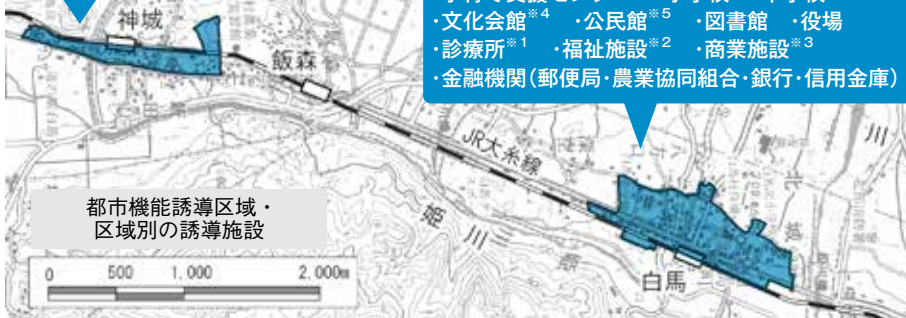 ・文化会館※4 ・公民館※5 ・図書館 ・役場
・診療所※1 ・福祉施設※2 ・商業施設※3
・金融機関(郵便局・農業協同組合・銀行・信用金庫)
神城
飯森
JR大糸線
川
姫川
白馬
都市機能誘導区域・
区域別の誘導施設
0 500 1,000 2,000m